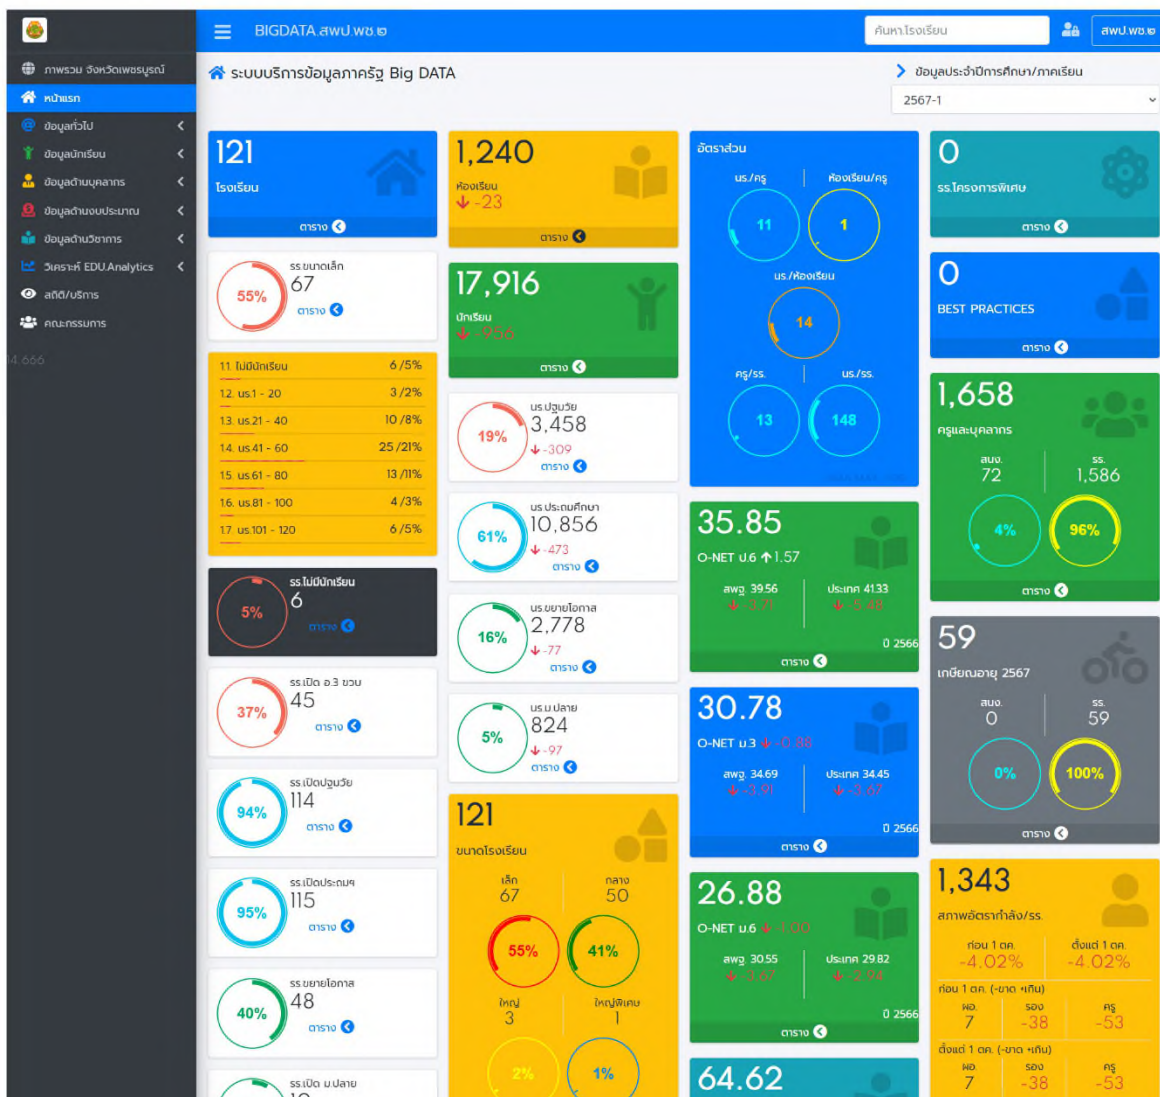 BIGDATA.สพป.พช.๒
ค้นหาโรงเรียน
สพป.พช.๒
ภาพรวม จังหวัดเพชรบูรณ์
หน้าแรก
ข้อมูลทั่วไป
ข้อมูลนักเรียน
ข้อมูลด้านบุคลากร
ข้อมูลด้านงบประมาณ
ข้อมูลด้านวิชาการ
วิเคราะห์ EDU.Analytics
สถิติ/บริการ
คณะกรรมการ
14.666
ระบบบริการข้อมูลภาครัฐ Big DATA
ข้อมูลประจำปีการศึกษา/ภาคเรียน
2567-1
121
โรงเรียน
ตาราง
55%
รร.ขนาดเล็ก
67
ตาราง
11. ไม่มีนักเรียน 6 /5%
12. นร.1 - 20 3 /2%
13. นร.21 - 40 10 /8%
14. นร.41 - 60 25 /21%
15. นร.61 - 80 13 /11%
16. นร.81 - 100 4 /3%
17. นร.101 - 120 6 /5%
5%
รร.ไม่มีนักเรียน
6
ตาราง
37%
รร.เปิด อ.3 ขวบ
45
ตาราง
94%
รร.เปิดปฐมวัย
114
ตาราง
95%
รร.เปิดประถมฯ
115
ตาราง
40%
รร.ขยายโอกาส
48
ตาราง
รร.เปิด ม.ปลาย
1,240
ห้องเรียน
-23
ตาราง
17,916
นักเรียน
-956
ตาราง
19%
นร.ปฐมวัย
3,458
-309
ตาราง
61%
นร.ประถมศึกษา
10,856
-473
ตาราง
16%
นร.ขยายโอกาส
2,778
-77
ตาราง
5%
นร.ม.ปลาย
824
-97
ตาราง
121
ขนาดโรงเรียน
เล็ก กลาง
67 50
55% 41%
ใหญ่ ใหญ่พิเศษ
3 1
2% 1%
อัตราส่วน
นร./ครู ห้องเรียน/ครู
11 1
นร./ห้องเรียน
14
ครู/รร. นร./รร.
13 148
35.85
O-NET ป.6 1.57
สพฐ. 39.56 ประเทศ 41.33
-3.71 -5.48
ปี 2566
ตาราง
30.78
O-NET ม.3 -0.88
สพฐ. 34.69 ประเทศ 34.45
-3.91 -3.67
ปี 2566
ตาราง
26.88
O-NET ม.6
สพฐ. 30.55 ประเทศ 29.82
-3.67 -2.94
ปี 2566
ตาราง
64.62
0
รร.โครงการพิเศษ
ตาราง
0
BEST PRACTICES
ตาราง
1,658
ครูและบุคลากร
สนง. รร.
72 1,586
4% 96%
ตาราง
59
เกษียณอายุ 2567
สนง. รร.
0 59
0% 100%
ตาราง
1,343
สภาพอัตรากำลัง/รร.
ก่อน 1 ตค. ตั้งแต่ 1 ตค.
-4.02% -4.02%
ก่อน 1 ตค. (-ขาด +เกิน)
ผอ. รอง ครู
7 -38 -53
ตั้งแต่ 1 ตค. (-ขาด +เกิน)
ผอ. รอง ครู
7 -38 -53